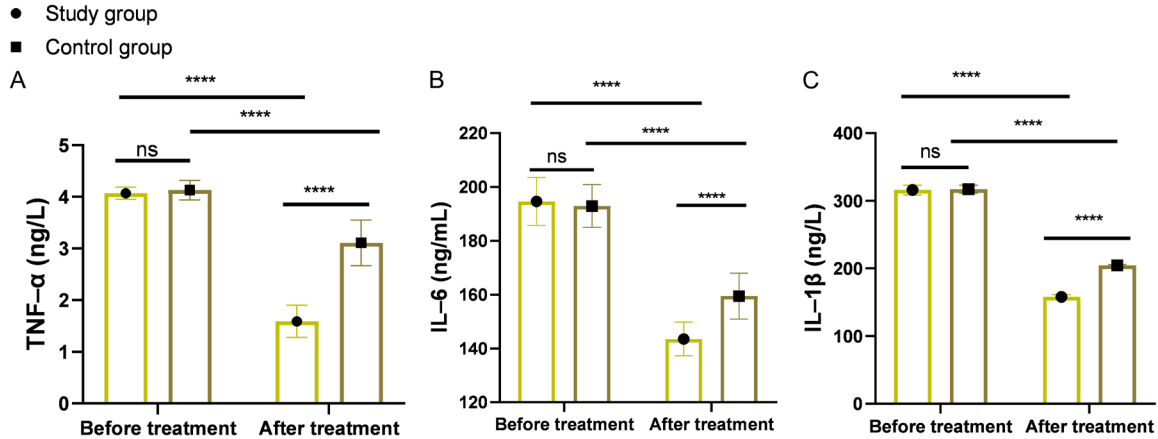 Study group
Control group
A
****
****
ns
****
TNF–α (ng/L)
5
4
3
2
1
0
Before treatment
After treatment
B
****
****
ns
****
IL–6 (ng/mL)
220
200
180
160
140
120
Before treatment
After treatment
C
****
****
ns
****
IL–1β (ng/L)
400
300
200
100
0
Before treatment
After treatment